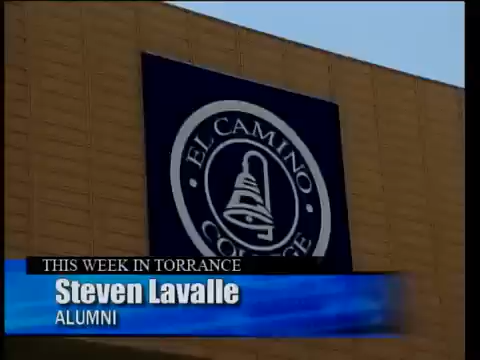 EL CAMINO
COLLEGE
THIS WEEK IN TORRANCE
Steven Lavalle
ALUMNI